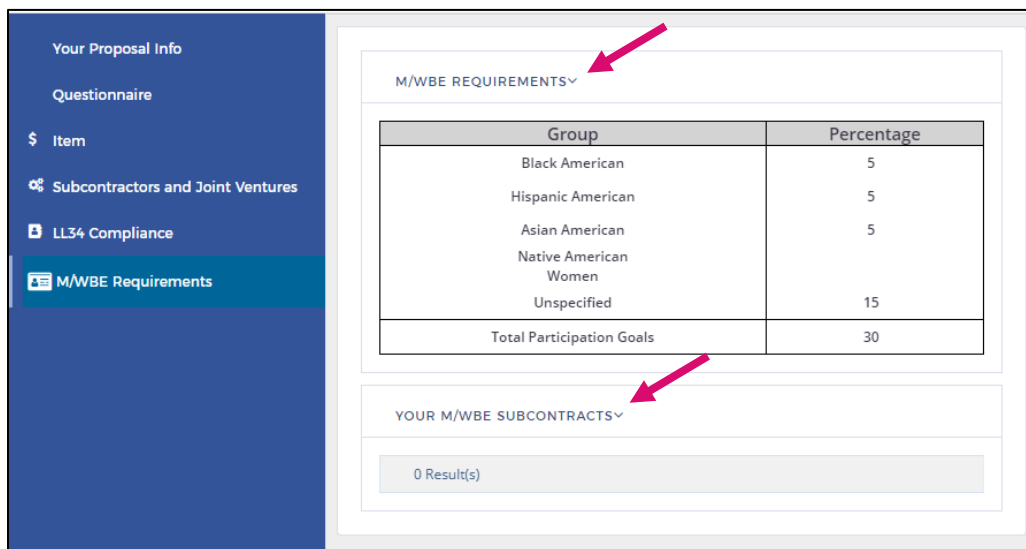 Your Proposal Info
Questionnaire
$ Item
Subcontractors and Joint Ventures
LL34 Compliance
M/WBE Requirements
M/WBE REQUIREMENTS
Group Percentage
Black American 5
Hispanic American 5
Asian American 5
Native American
Women
Unspecified 15
Total Participation Goals 30
YOUR M/WBE SUBCONTRACTS
0 Result(s)